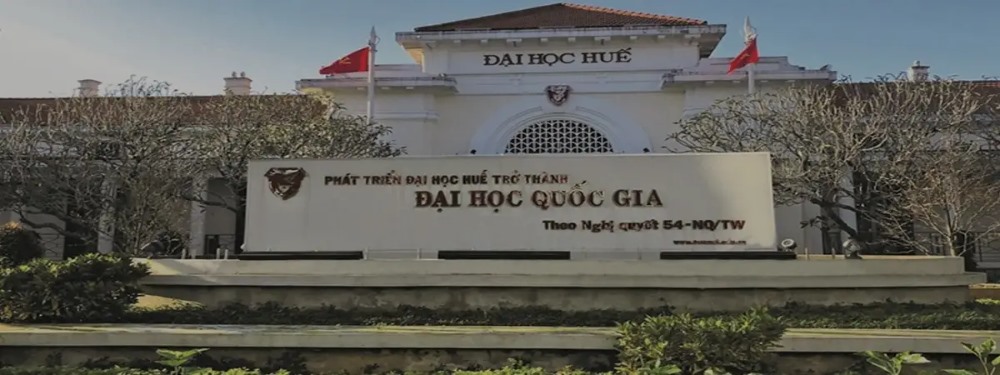 ĐẠI HỌC HUẾ
PHÁT TRIỂN ĐẠI HỌC HUẾ TRỞ THÀNH
ĐẠI HỌC QUỐC GIA
Theo Nghị quyết 54-NQ/TW